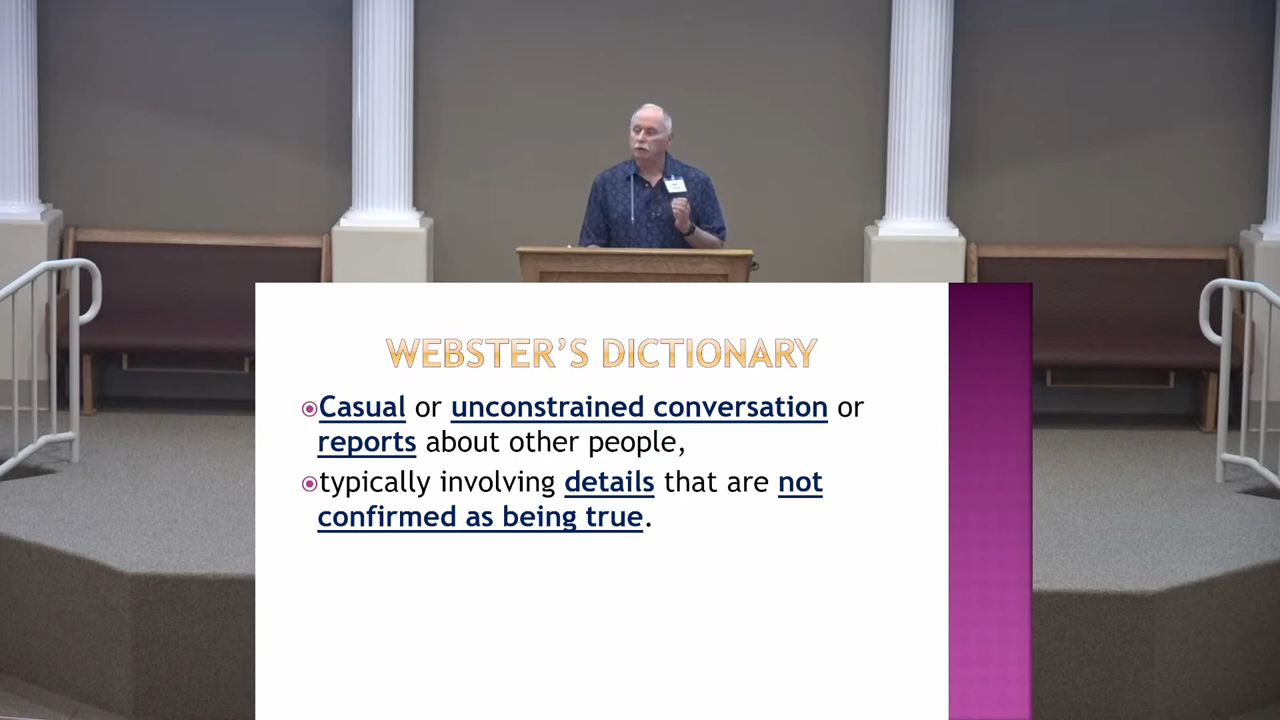 WEBSTER'S DICTIONARY
Casual or unconstrained conversation or
reports about other people,
typically involving details that are not
confirmed as being true.